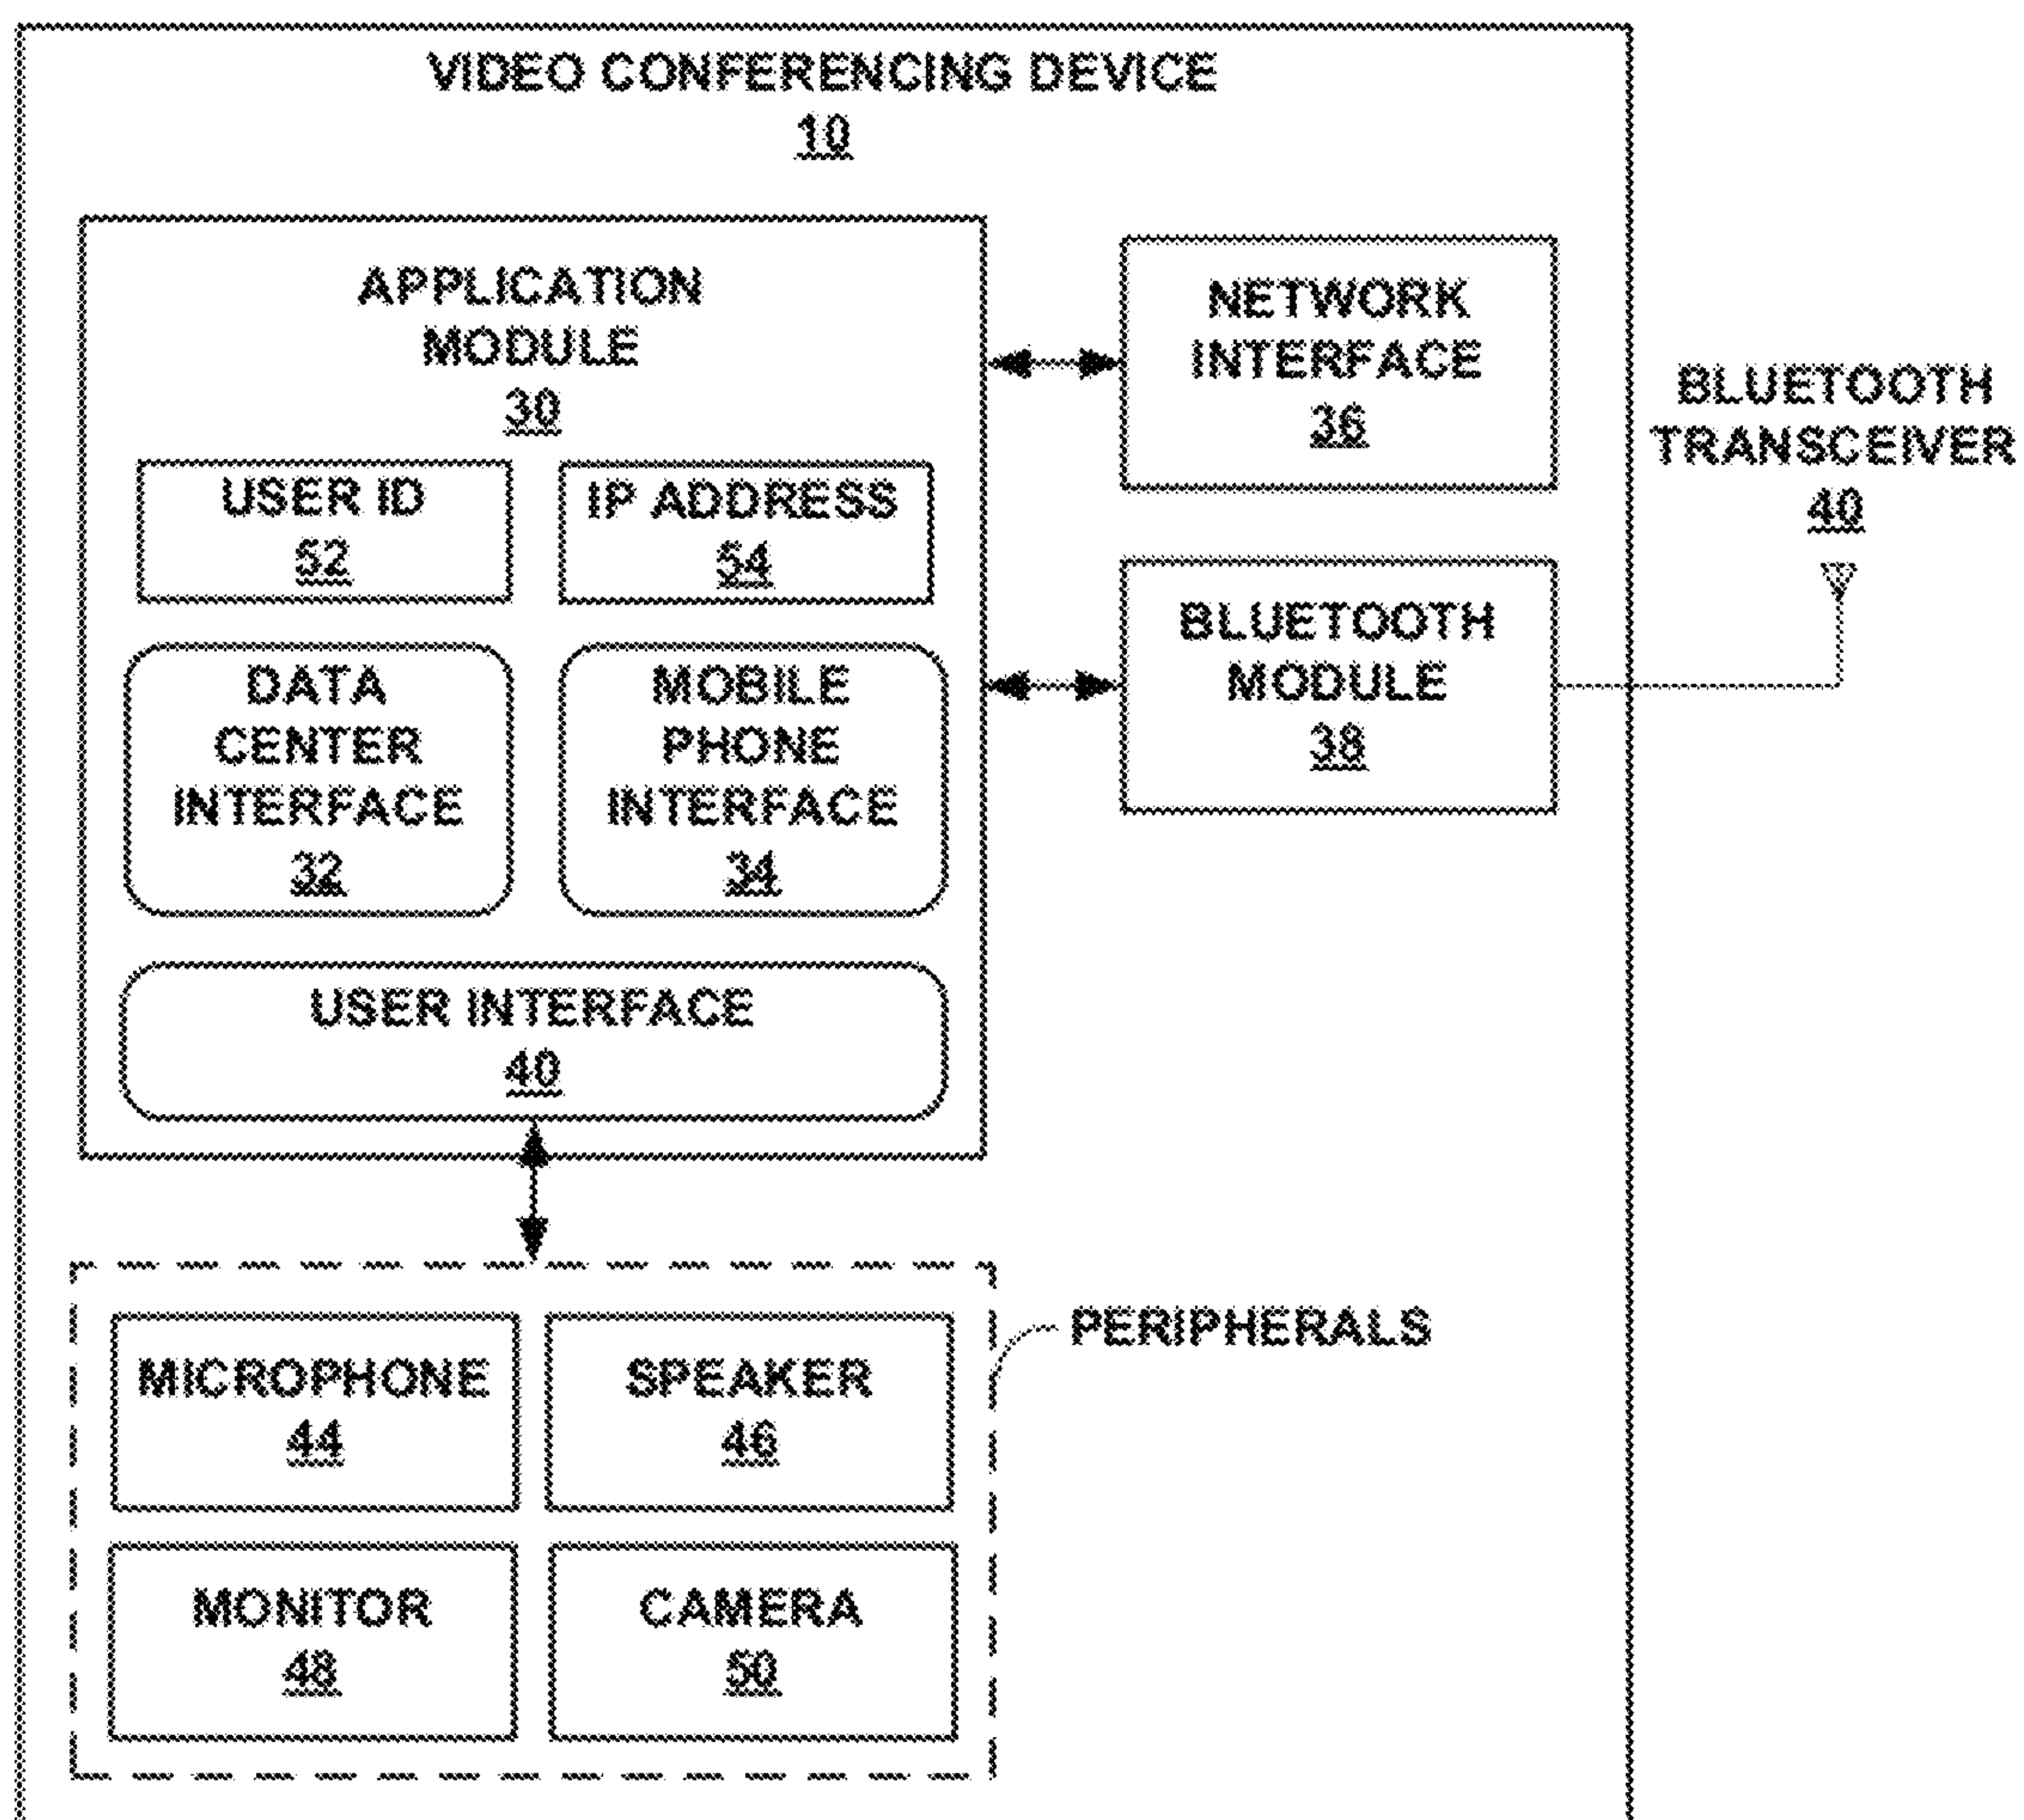 VIDEO CONFERENCING DEVICE
10
APPLICATION
MODULE
30
USER ID
52
IP ADDRESS
54
DATA
CENTER
INTERFACE
32
MOBILE
PHONE
INTERFACE
34
USER INTERFACE
40
NETWORK
INTERFACE
36
BLUETOOTH
MODULE
38
BLUETOOTH
TRANSCEIVER
40
PERIPHERALS
MICROPHONE
44
SPEAKER
46
MONITOR
48
CAMERA
50